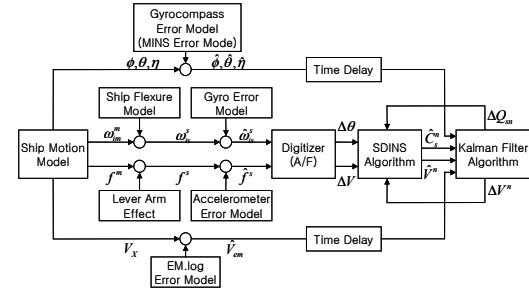 Gyrocompass
Error Model
(MINS Error Mode)
ϕ,θ,η
ϕ̂,θ̂,η̂
Time Delay
Ship Flexure Model
Gyro Error Model
ΔQ_sn
Ship Motion
Model
ω_im^m
ω_is^s
ω̂_is^s
Digitizer
(A/F)
Δθ
SDINS
Algorithm
Ĉ_s^n
Kalman Filter
Algorithm
f^m
f^s
f̂^s
ΔV
V̂^n
Lever Arm
Effect
Accelerometer
Error Model
ΔV^n
V_X
V̂_em
Time Delay
EM.log
Error Model